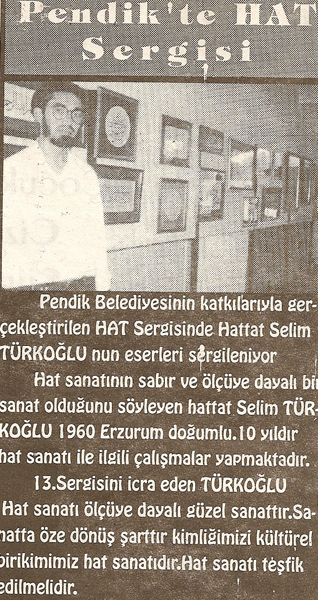 Pendik'te HAT
Sergisi
Pendik Belediyesinin katkılarıyla ger-
çekleştirilen HAT Sergisinde Hattat Selim
TÜRKOĞLU nun eserleri sergileniyor
Hat sanatının sabır ve ölçüye dayalı bir
sanat olduğunu söyleyen hattat Selim TÜR-
KOĞLU 1960 Erzurum doğumlu.10 yıldır
hat sanatı ile ilgili çalışmalar yapmaktadır.
13.Sergisini icra eden TÜRKOĞLU
Hat sanatı ölçüye dayalı güzel sanattır.Sa-
natta öze dönüş şarttır kimliğimizi kültürel
birikimimiz hat sanatıdır.Hat sanatı teşfik
edilmelidir.